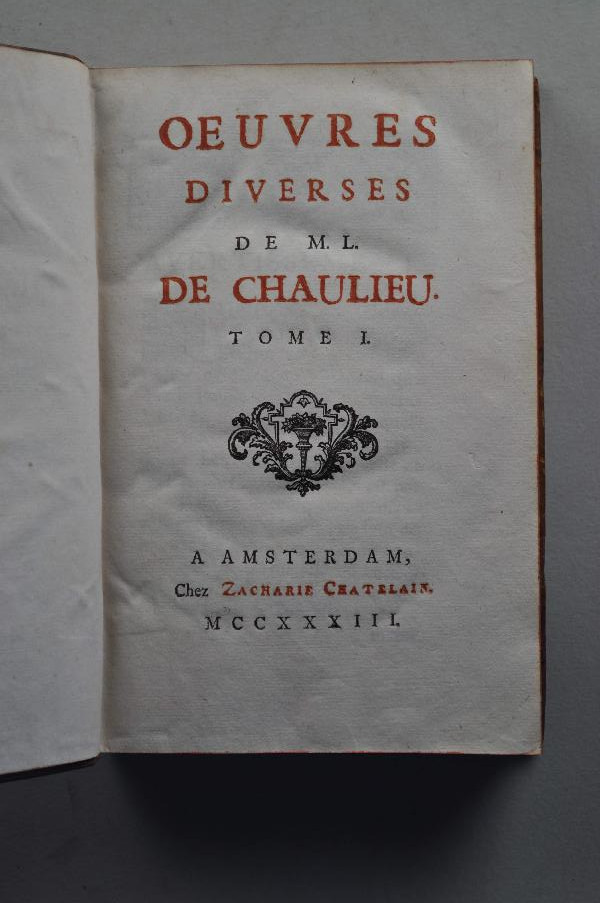 OEUVRES
DIVERSES
DE M. L.
DE CHAULIEU.
TOME I.
A AMSTERDAM,
Chez ZACHARIE CHATELAIN.
MCCXXXIII.